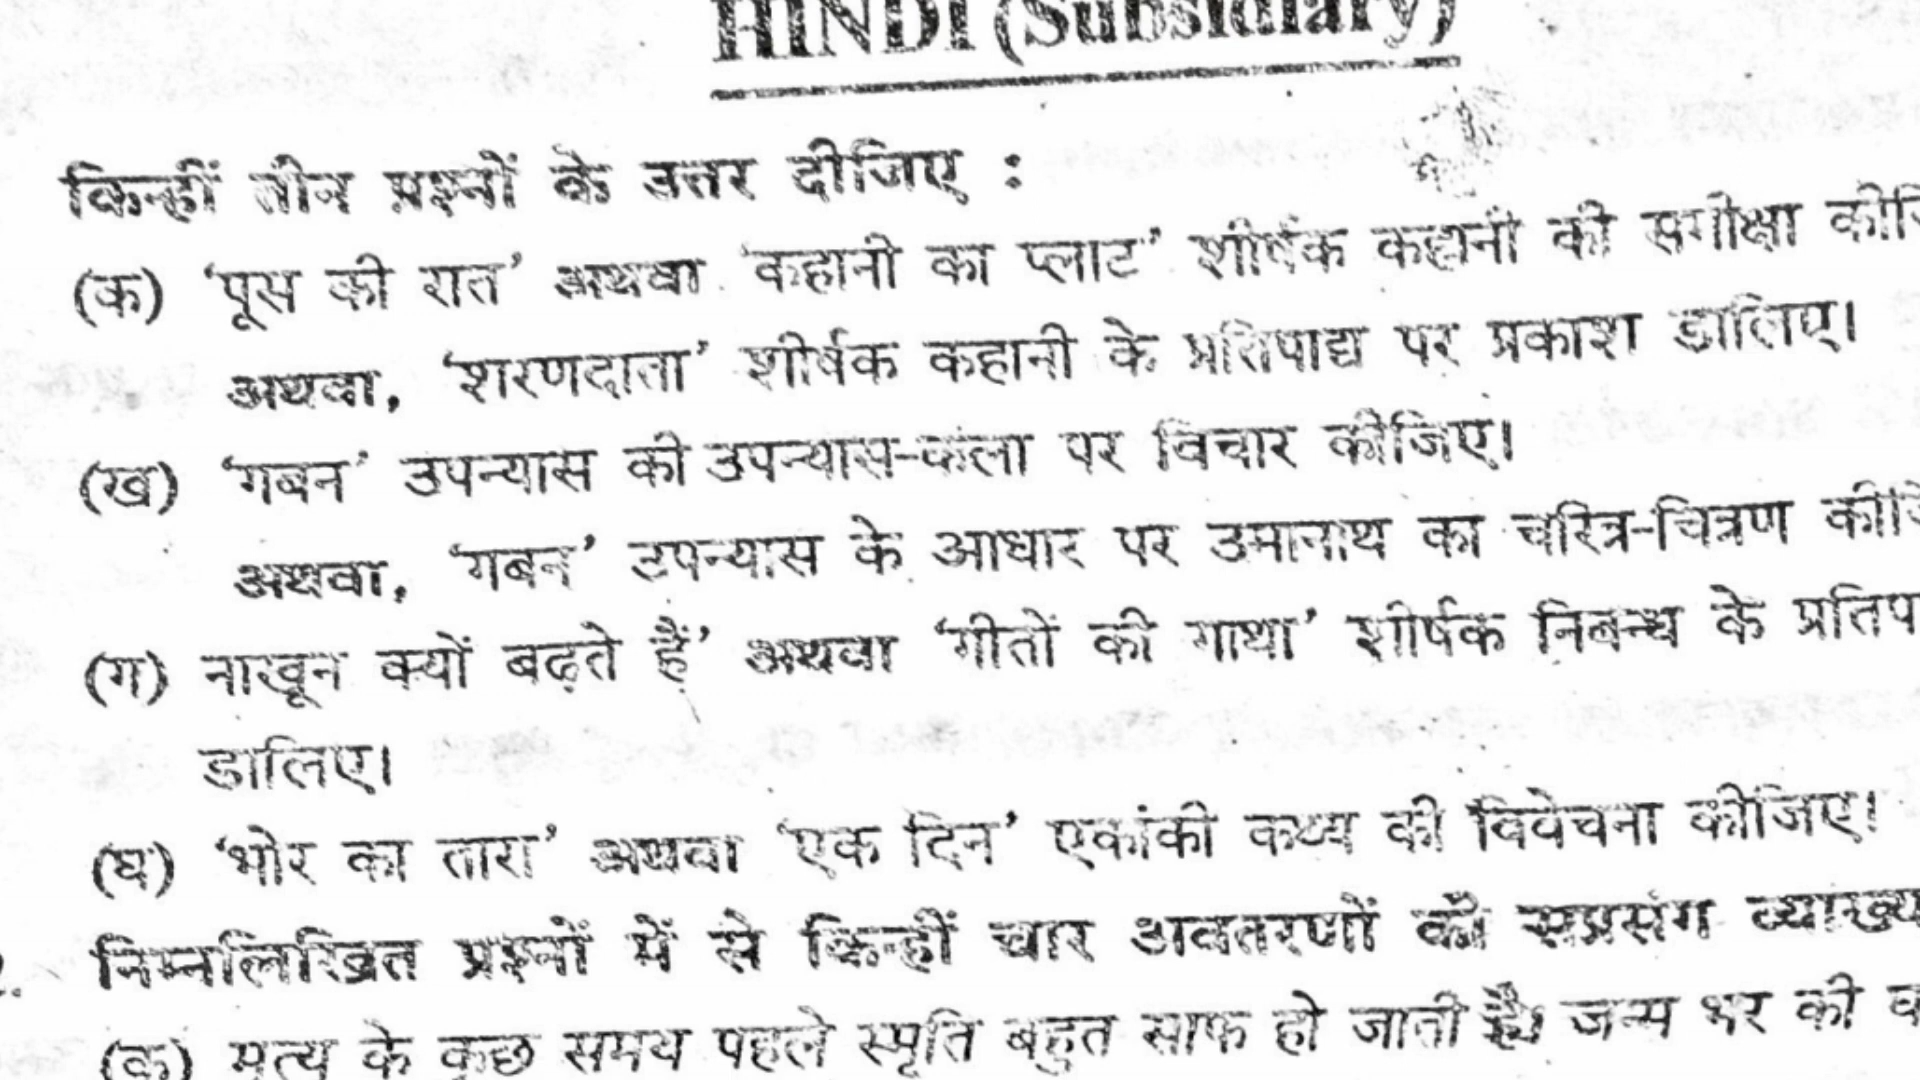 HINDI (Subsidiary)
किन्हीं तीन प्रश्नों के उत्तर दीजिए :
(क) 'पूस की रात' अथवा 'कहानी का प्लाट' शीर्षक कहानी की समीक्षा
अथवा, 'शरणदाता' शीर्षक कहानी के प्रतिपाद्य पर प्रकाश डालिए।
(ख) 'गबन' उपन्यास की उपन्यास-कला पर विचार कीजिए।
अथवा, 'गबन' उपन्यास के आधार पर उमानाथ का चरित्र-चित्रण
(ग) नाखून क्यों बढ़ते हैं' अथवा 'गीतों की गाथा' शीर्षक निबन्ध के
डालिए।
(घ) 'भोर का तारा' अथवा 'एक दिन' एकांकी कथ्य की विवेचना कीजिए।
निम्नलिखित प्रश्नों में से किन्हीं चार अवतरणों की सप्रसंग
(क) मृत्यु के कुछ समय पहले स्मृति बहुत साफ हो जाती है। जन्म भर की